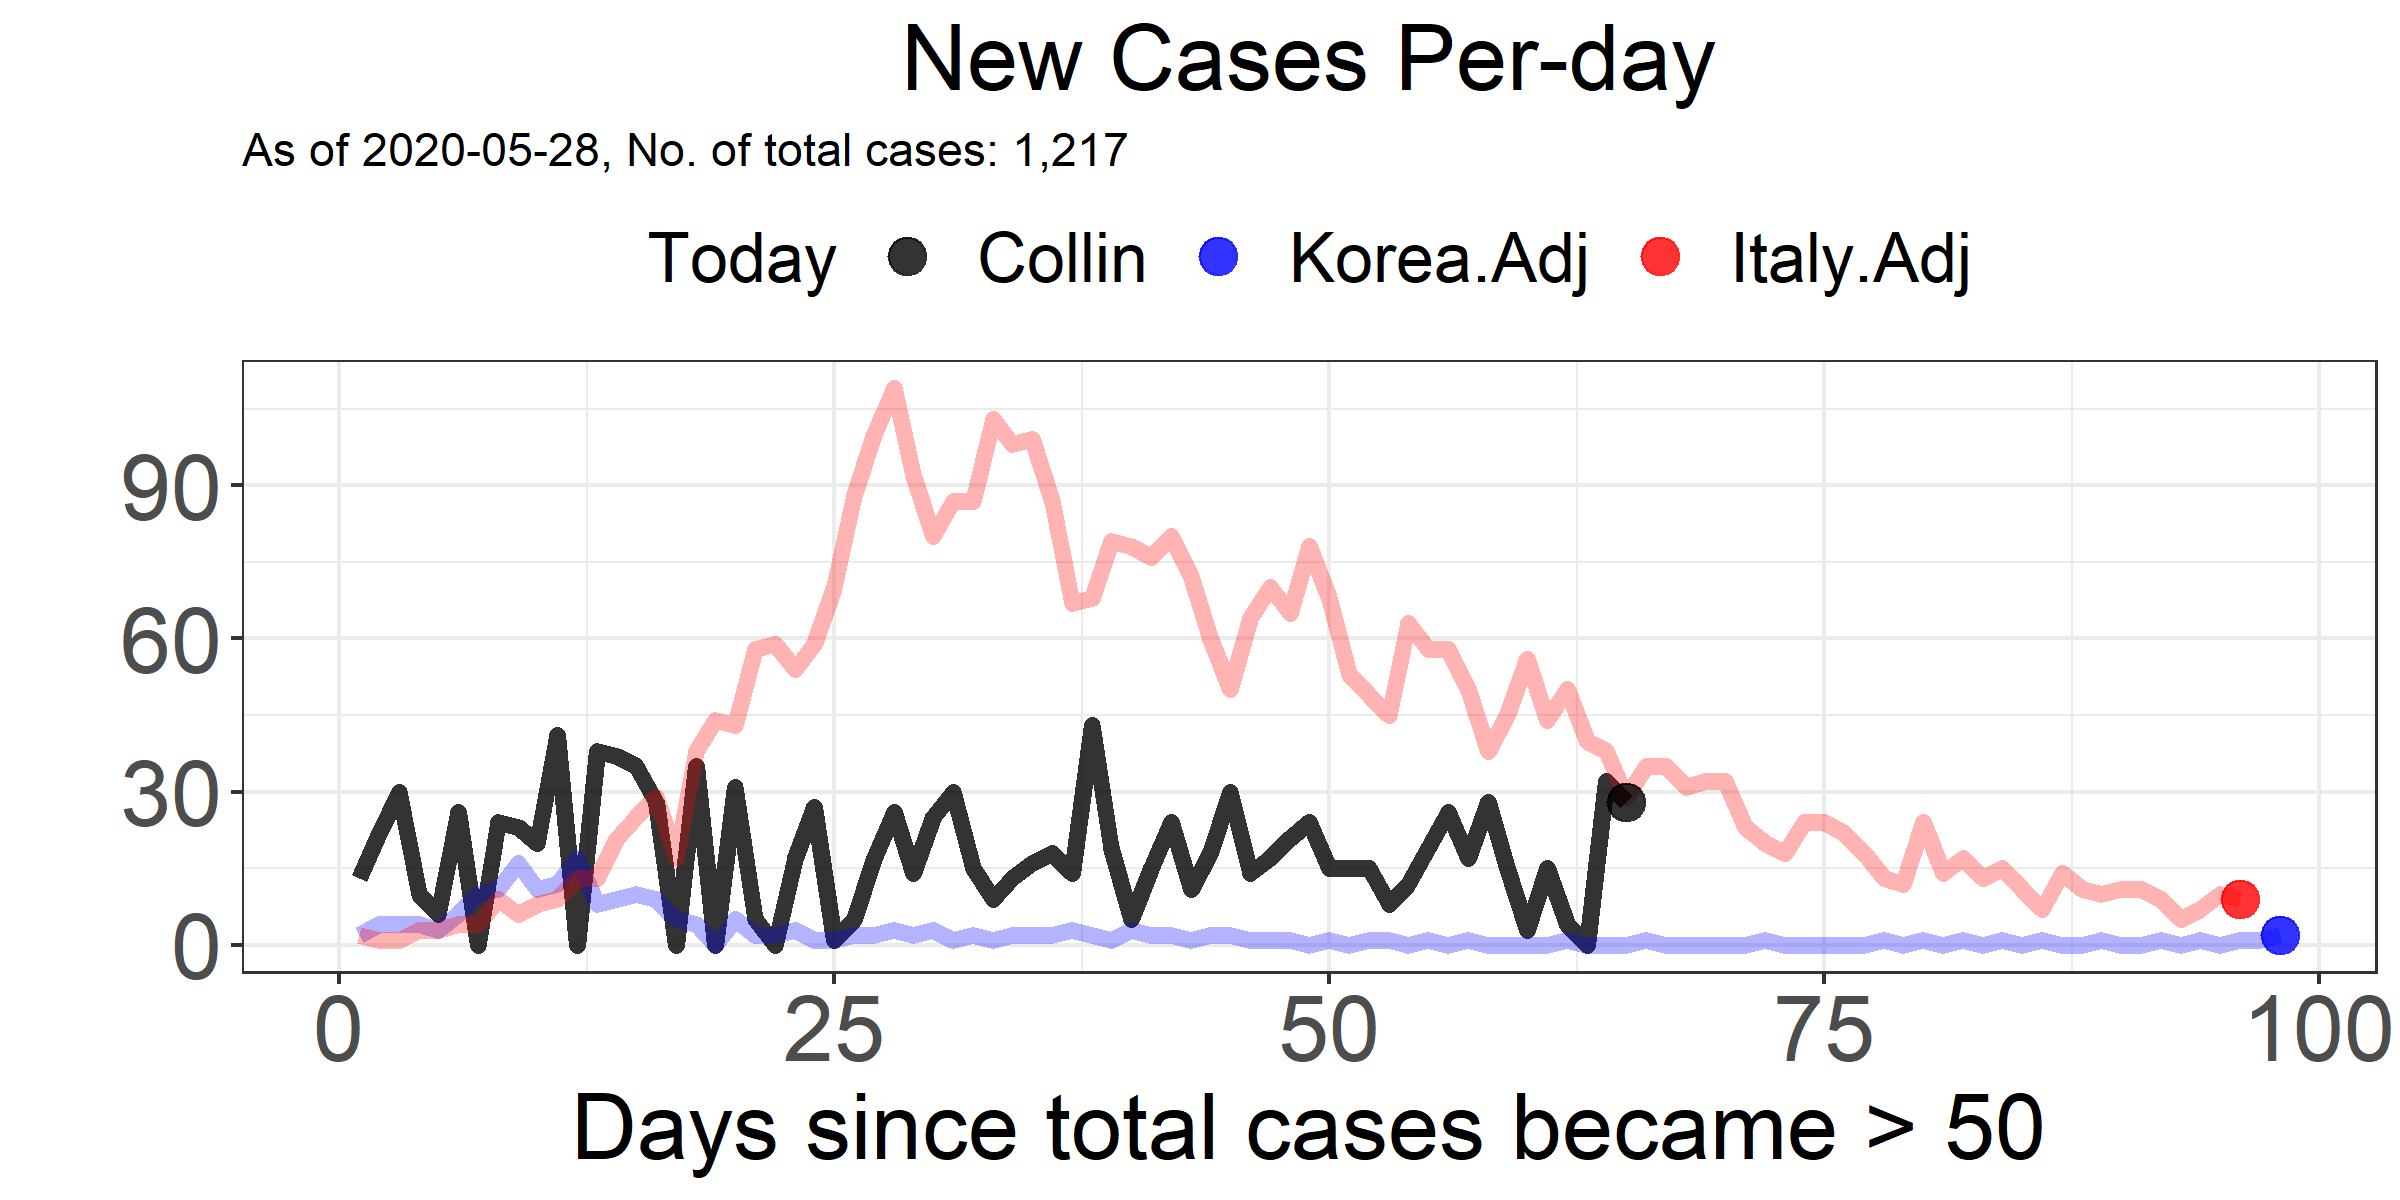 New Cases Per-day
As of 2020-05-28, No. of total cases: 1,217
Today Collin Korea.Adj Italy.Adj
90
60
30
0
0 25 50 75 100
Days since total cases became > 50